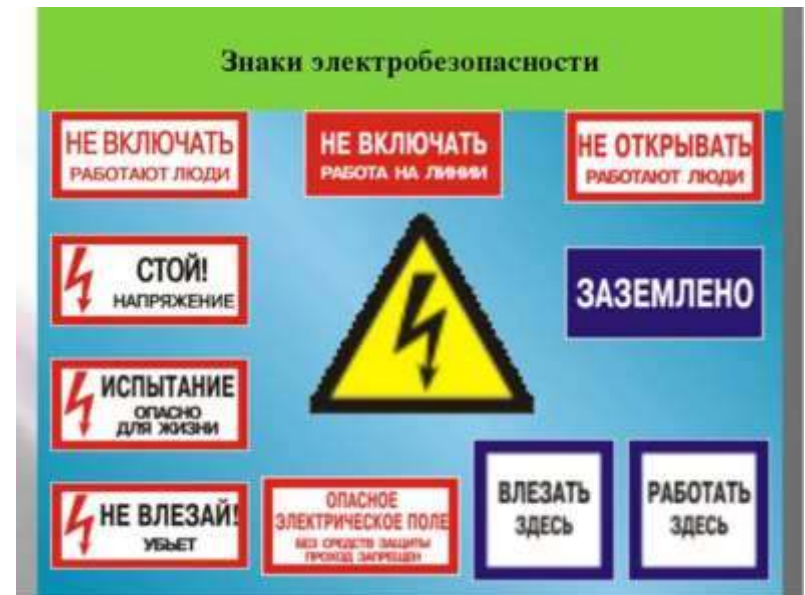 Знаки электробезопасности
НЕ ВКЛЮЧАТЬ
РАБОТАЮТ ЛЮДИ
НЕ ВКЛЮЧАТЬ
РАБОТА НА ЛИНИИ
НЕ ОТКРЫВАТЬ
РАБОТАЮТ ЛЮДИ
СТОЙ!
НАПРЯЖЕНИЕ
ЗАЗЕМЛЕНО
ИСПЫТАНИЕ
ОПАСНО
ДЛЯ ЖИЗНИ
НЕ ВЛЕЗАЙ!
УБЬЕТ
ОПАСНОЕ
ЭЛЕКТРИЧЕСКОЕ ПОЛЕ
БЕЗ СРЕДСТВ ЗАЩИТЫ
ПРОХОД ЗАПРЕЩЕН
ВЛЕЗАТЬ
ЗДЕСЬ
РАБОТАТЬ
ЗДЕСЬ